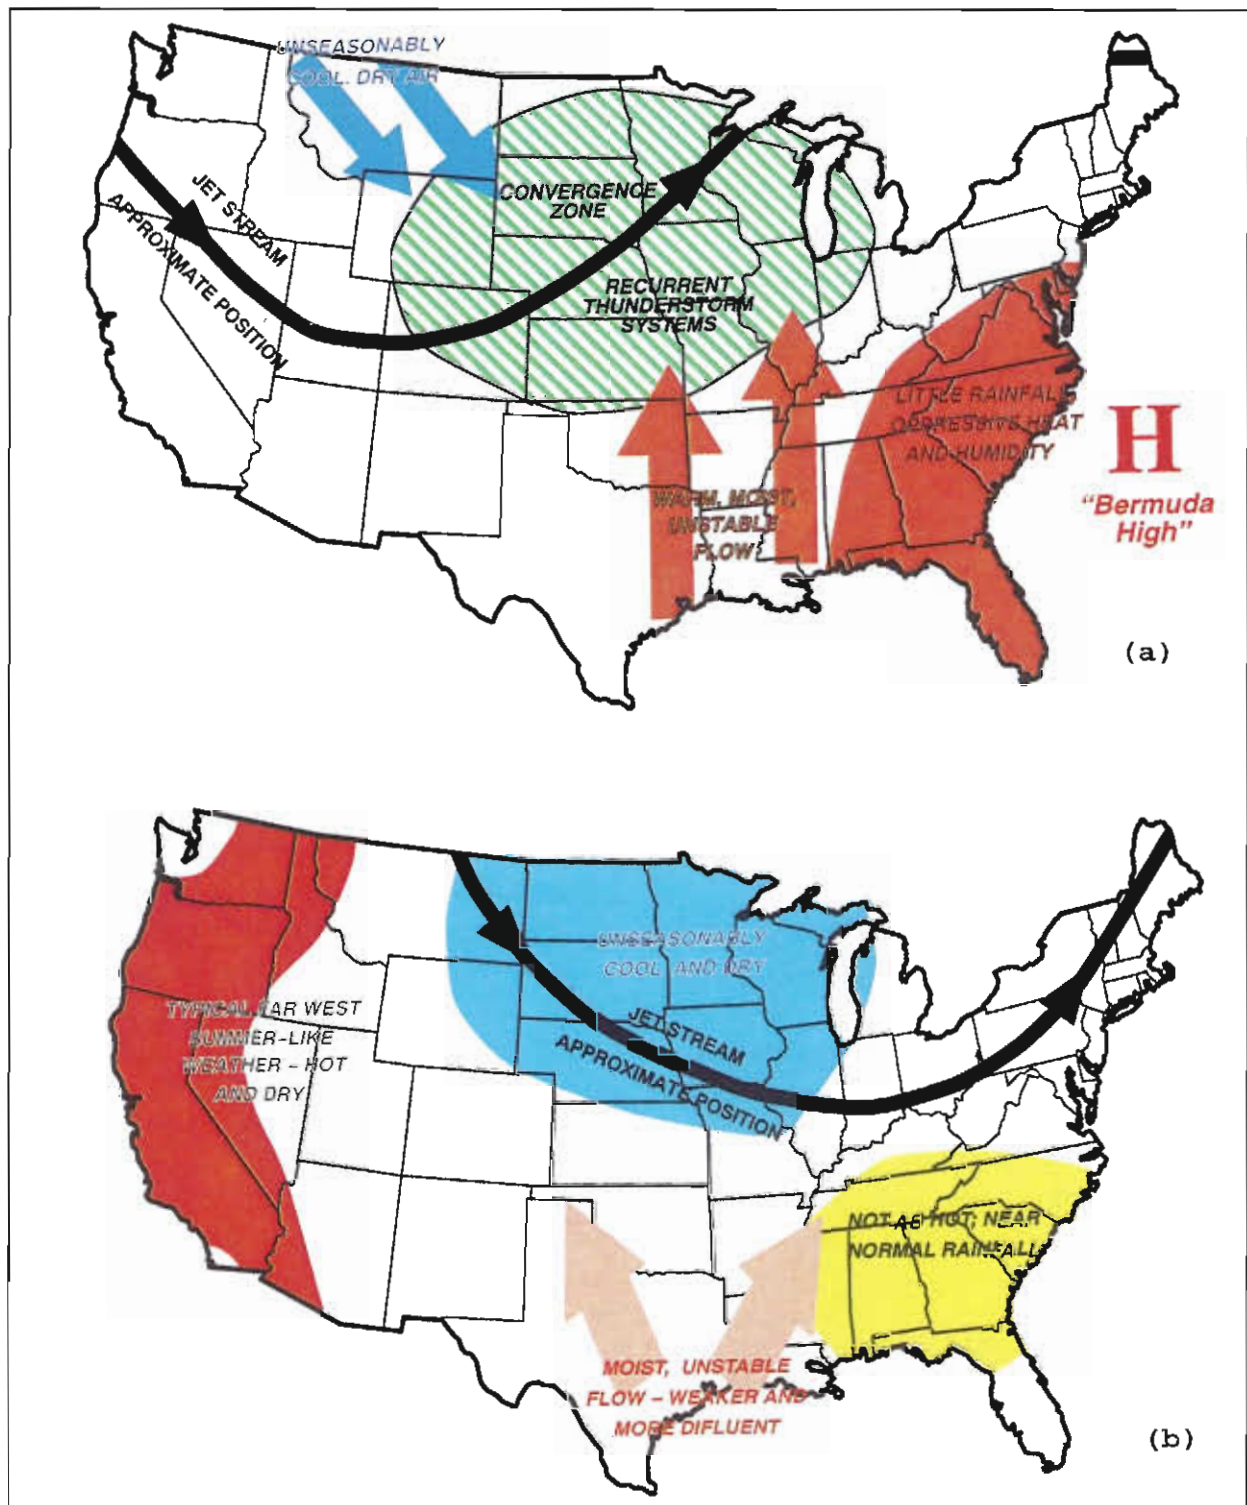 UNSEASONABLY
COOL. DRY AIR
JET STREAM
APPROXIMATE POSITION
CONVERGENCE
ZONE
RECURRENT
THUNDERSTORM
SYSTEMS
LITTLE RAINFALL;
OPPRESSIVE HEAT
AND HUMIDITY
H
"Bermuda
High"
WARM, MOIST,
UNSTABLE
FLOW
(a)
UNSEASONABLY
COOL AND DRY
TYPICAL FAR WEST
SUMMER-LIKE
WEATHER - HOT
AND DRY
JET STREAM
APPROXIMATE POSITION
NOT AS HOT; NEAR
NORMAL RAINFALL
MOIST, UNSTABLE
FLOW - WEAKER AND
MORE DIFLUENT
(b)